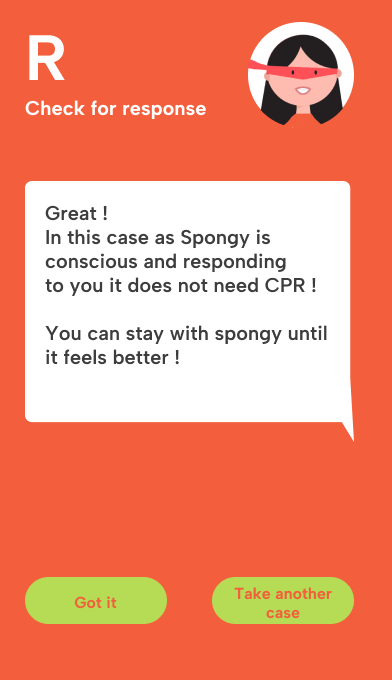 R
Check for response
Great !
In this case as Spongy is
conscious and responding
to you it does not need CPR !
You can stay with spongy until
it feels better !
Got it
Take another
case